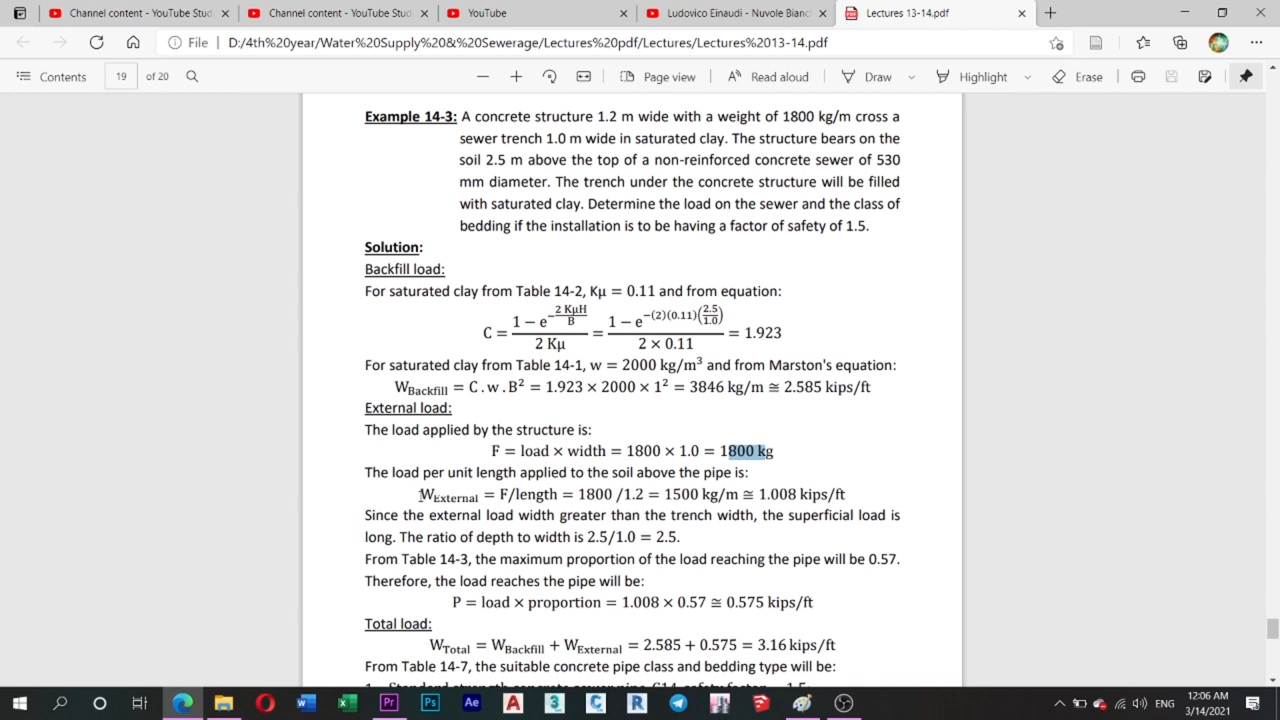 Channel content - YouTube Stud
Channel content - YouTube Stud
YouTube
Ludovico Einaudi - Nuvole Bianc
Lectures 13-14.pdf
File
D:/4th%20year/Water%20Supply%20&%20Sewerage/Lectures%20pdf/Lectures/Lectures%2013-14.pdf
Contents
19
of 20
Page view
Read aloud
Draw
Highlight
Erase
Example 14-3: A concrete structure 1.2 m wide with a weight of 1800 kg/m cross a
sewer trench 1.0 m wide in saturated clay. The structure bears on the
soil 2.5 m above the top of a non-reinforced concrete sewer of 530
mm diameter. The trench under the concrete structure will be filled
with saturated clay. Determine the load on the sewer and the class of
bedding if the installation is to be having a factor of safety of 1.5.
Solution:
Backfill load:
For saturated clay from Table 14-2, Kμ = 0.11 and from equation:
C = (1 − e^(−2 KμH/B)) / (2 Kμ) = (1 − e^(−(2)(0.11)(2.5/1.0))) / (2 × 0.11) = 1.923
For saturated clay from Table 14-1, w = 2000 kg/m³ and from Marston's equation:
W_Backfill = C . w . B² = 1.923 × 2000 × 1² = 3846 kg/m ≅ 2.585 kips/ft
External load:
The load applied by the structure is:
F = load × width = 1800 × 1.0 = 1800 kg
The load per unit length applied to the soil above the pipe is:
W_External = F/length = 1800 /1.2 = 1500 kg/m ≅ 1.008 kips/ft
Since the external load width greater than the trench width, the superficial load is
long. The ratio of depth to width is 2.5/1.0 = 2.5.
From Table 14-3, the maximum proportion of the load reaching the pipe will be 0.57.
Therefore, the load reaches the pipe will be:
P = load × proportion = 1.008 × 0.57 ≅ 0.575 kips/ft
Total load:
W_Total = W_Backfill + W_External = 2.585 + 0.575 = 3.16 kips/ft
From Table 14-7, the suitable concrete pipe class and bedding type will be:
ENG
12:06 AM
3/14/2021